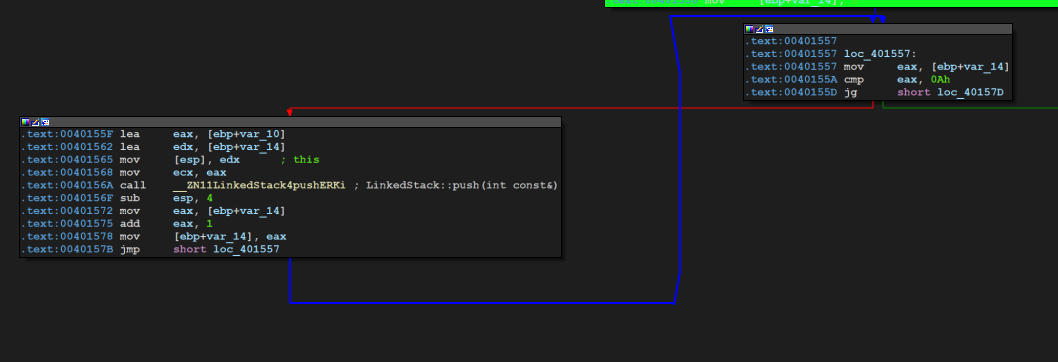 mov [ebp+var_14],
.text:00401557
.text:00401557 loc_401557:
.text:00401557 mov eax, [ebp+var_14]
.text:0040155A cmp eax, 0Ah
.text:0040155D jg short loc_40157D
.text:0040155F lea eax, [ebp+var_10]
.text:00401562 lea edx, [ebp+var_14]
.text:00401565 mov [esp], edx ; this
.text:00401568 mov ecx, eax
.text:0040156A call __ZN11LinkedStack4pushERKi ; LinkedStack::push(int const&)
.text:0040156F sub esp, 4
.text:00401572 mov eax, [ebp+var_14]
.text:00401575 add eax, 1
.text:00401578 mov [ebp+var_14], eax
.text:0040157B jmp short loc_401557